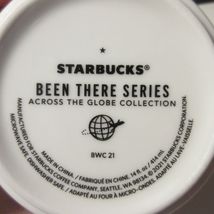 STARBUCKS®
BEEN THERE SERIES
ACROSS THE GLOBE COLLECTION
BWC 21
MADE IN CHINA. / FABRIQUÉ EN CHINE. 14 fl oz / 414 mL
MANUFACTURED FOR STARBUCKS COFFEE COMPANY, SEATTLE, WA 98134. © 2021 STARBUCKS CORPORATION.
MICROWAVE SAFE. DISHWASHER SAFE. / ADAPTÉ AU FOUR À MICRO-ONDES. ADAPTÉ AU LAVE-VAISSELLE.